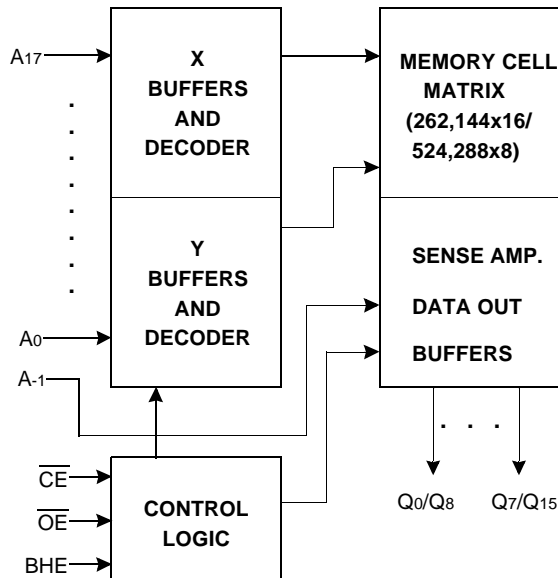 A17
A0
A-1
X
BUFFERS
AND
DECODER
Y
BUFFERS
AND
DECODER
MEMORY CELL
MATRIX
(262,144x16/
524,288x8)
SENSE AMP.
DATA OUT
BUFFERS
CE
OE
BHE
CONTROL
LOGIC
Q0/Q8
Q7/Q15